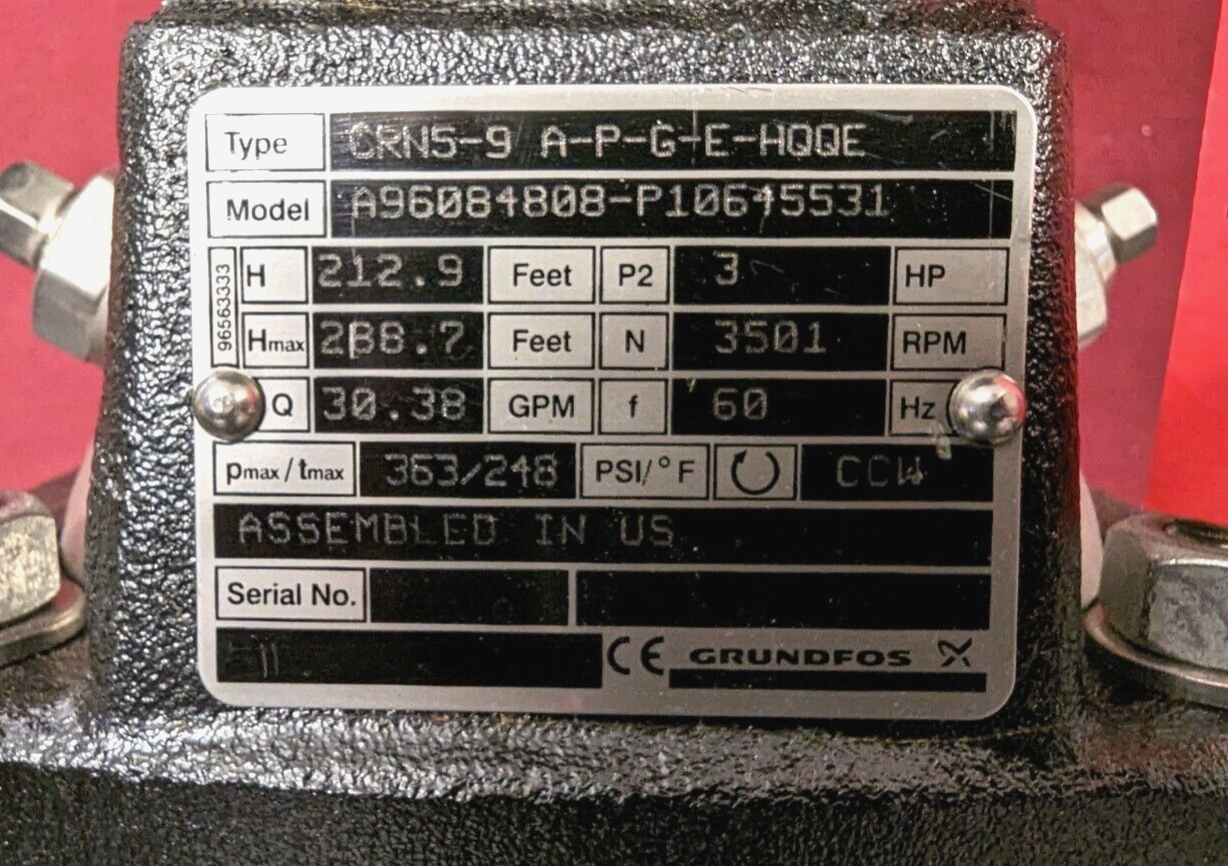 Type CRN5-9 A-P-G-E-HQQE
Model A96084808-P10645531
96563333
H 212.9 Feet P2 3 HP
Hmax 288.7 Feet N 3501 RPM
Q 30.38 GPM f 60 Hz
pmax/tmax 363/248 PSI/°F CCW
ASSEMBLED IN US
Serial No.
CE GRUNDFOS